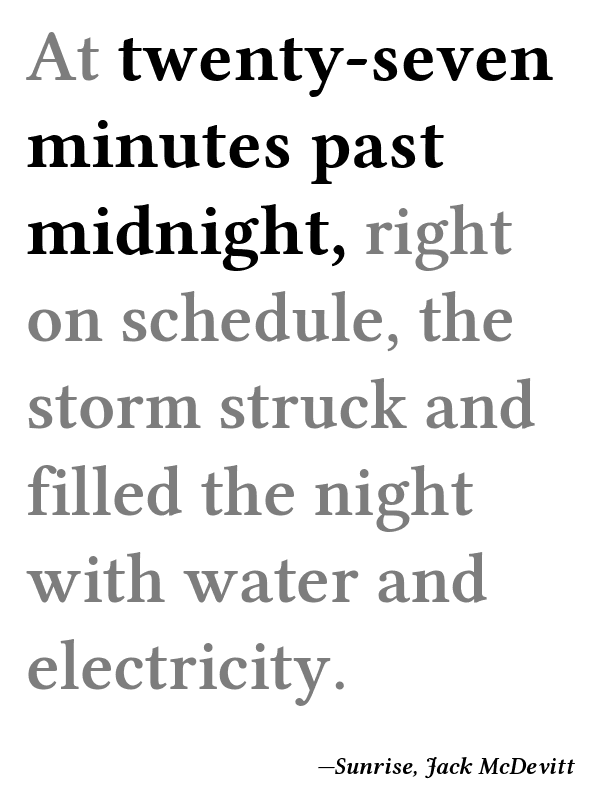 At twenty-seven
minutes past
midnight, right
on schedule, the
storm struck and
filled the night
with water and
electricity.
—Sunrise, Jack McDevitt